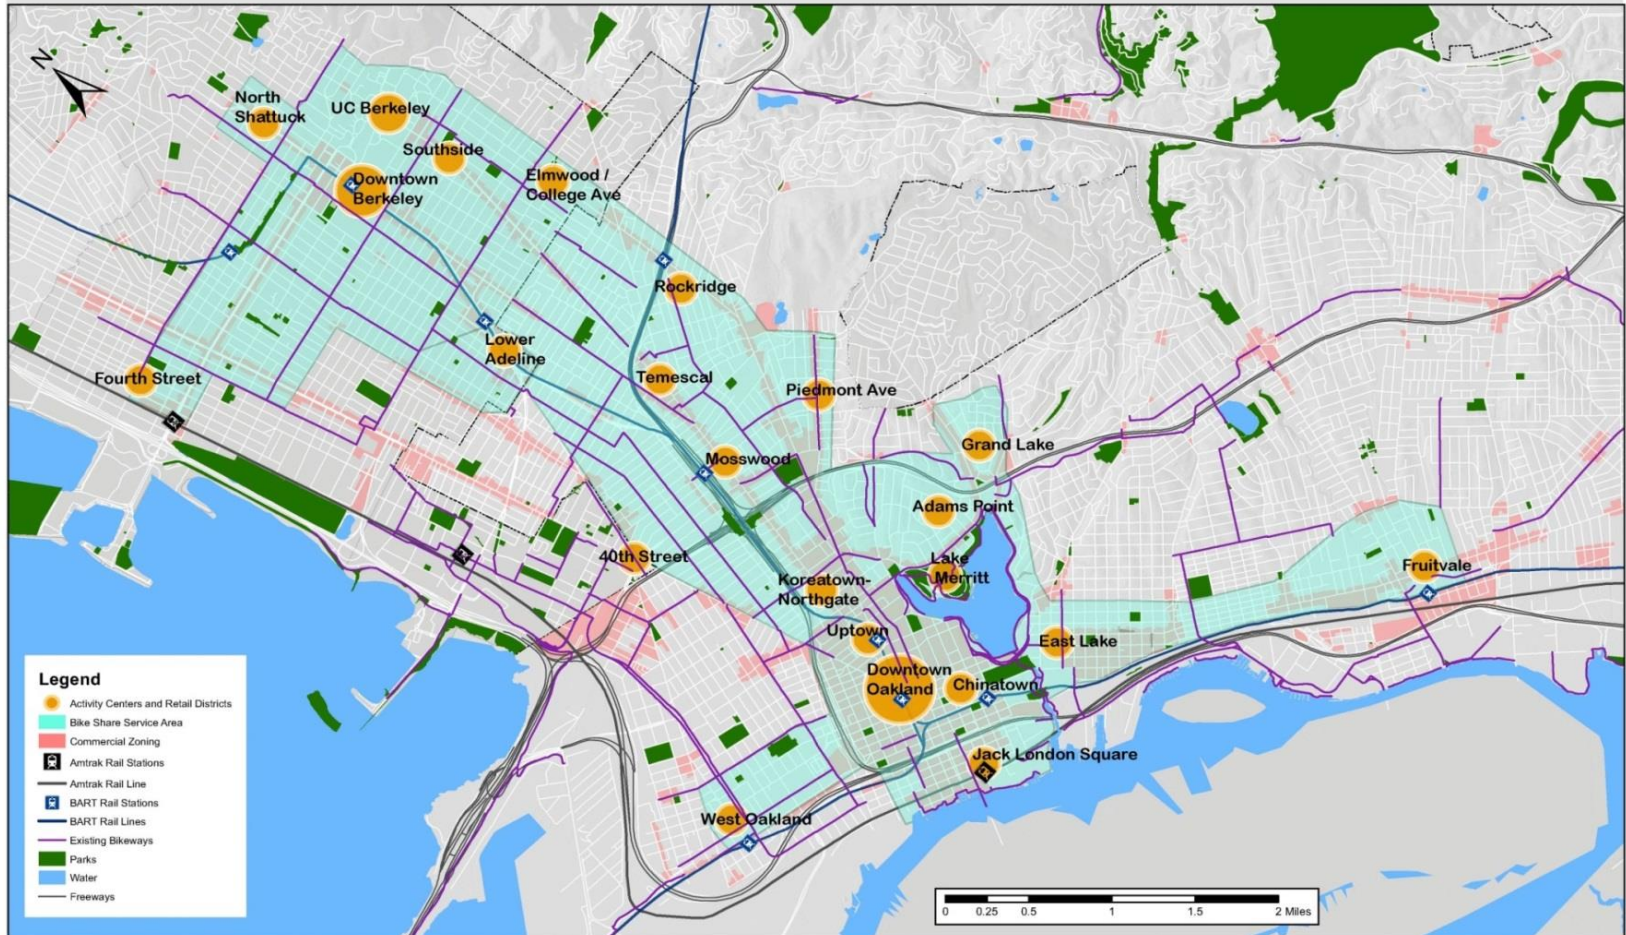 N
North
Shattuck
UC Berkeley
Southside
Downtown
Berkeley
Elmwood /
College Ave
Rockridge
Lower
Adeline
Fourth Street
Temescal
Piedmont Ave
Grand Lake
Mosswood
Adams Point
40th Street
Lake
Merritt
Koreatown-
Northgate
Fruitvale
Uptown
East Lake
Downtown
Oakland
Chinatown
Jack London Square
West Oakland
Legend
Activity Centers and Retail Districts
Bike Share Service Area
Commercial Zoning
Amtrak Rail Stations
Amtrak Rail Line
BART Rail Stations
BART Rail Lines
Existing Bikeways
Parks
Water
Freeways
0 0.25 0.5 1 1.5 2 Miles